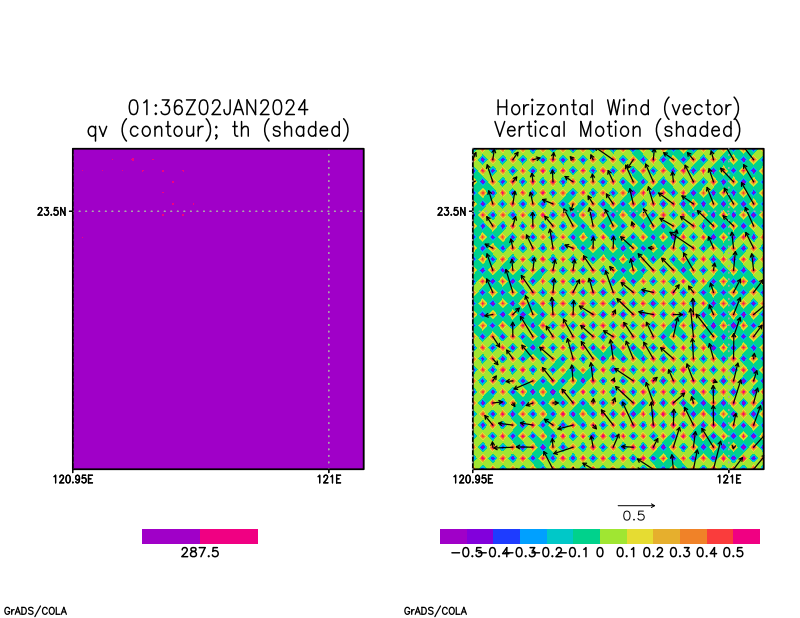 01:36Z02JAN2024
qv (contour); th (shaded)
23.5N
120.95E 121E
287.5
GrADS/COLA
Horizontal Wind (vector)
Vertical Motion (shaded)
23.5N
120.95E 121E
0.5
-0.5 -0.4 -0.3 -0.2 -0.1 0 0.1 0.2 0.3 0.4 0.5
GrADS/COLA